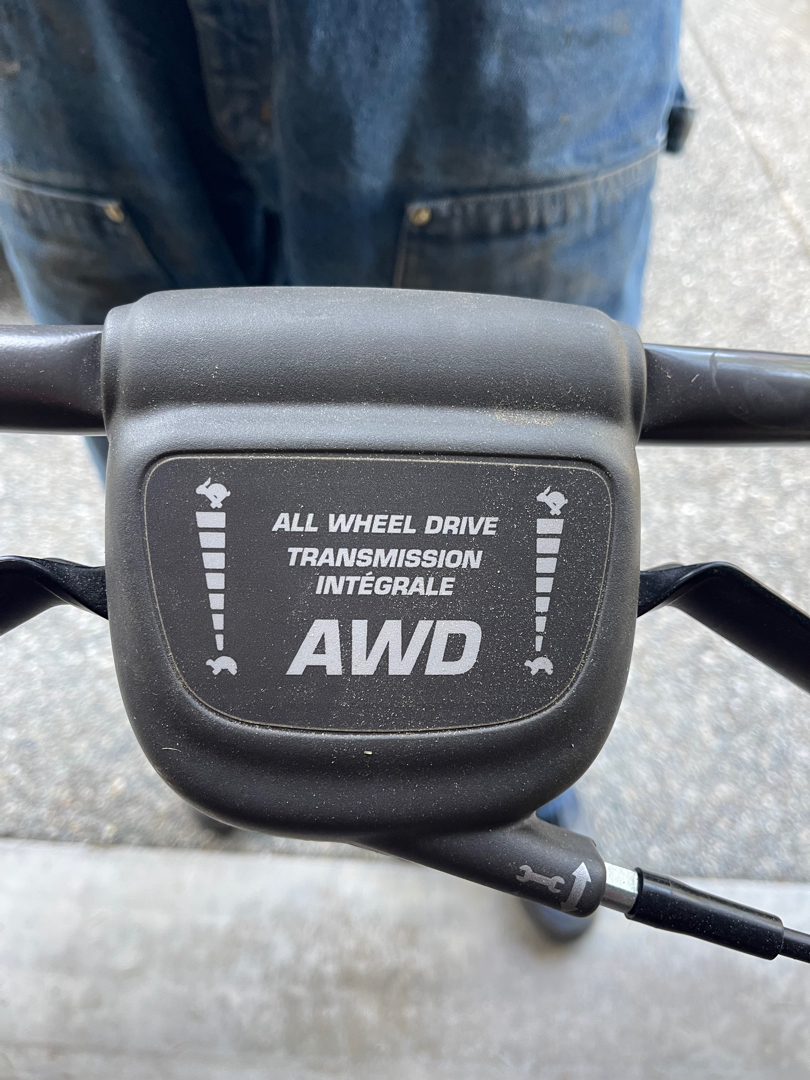 ALL WHEEL DRIVE
TRANSMISSION
INTÉGRALE
AWD